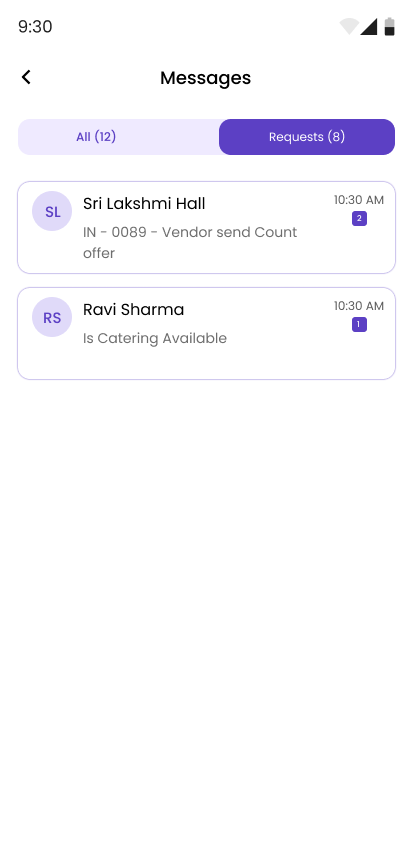 9:30
Messages
All (12)
Requests (8)
SL
Sri Lakshmi Hall
10:30 AM
IN - 0089 - Vendor send Count
offer
2
RS
Ravi Sharma
10:30 AM
Is Catering Available
1